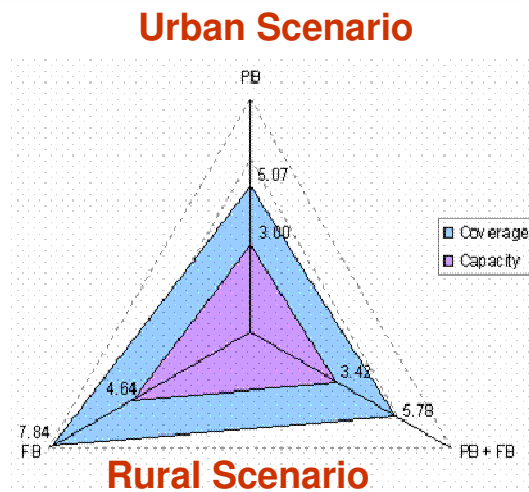 Urban Scenario
PB
5.07
3.00
Coverage
Capacity
3.42
4.64
5.78
7.84
FB
PB + FB
Rural Scenario